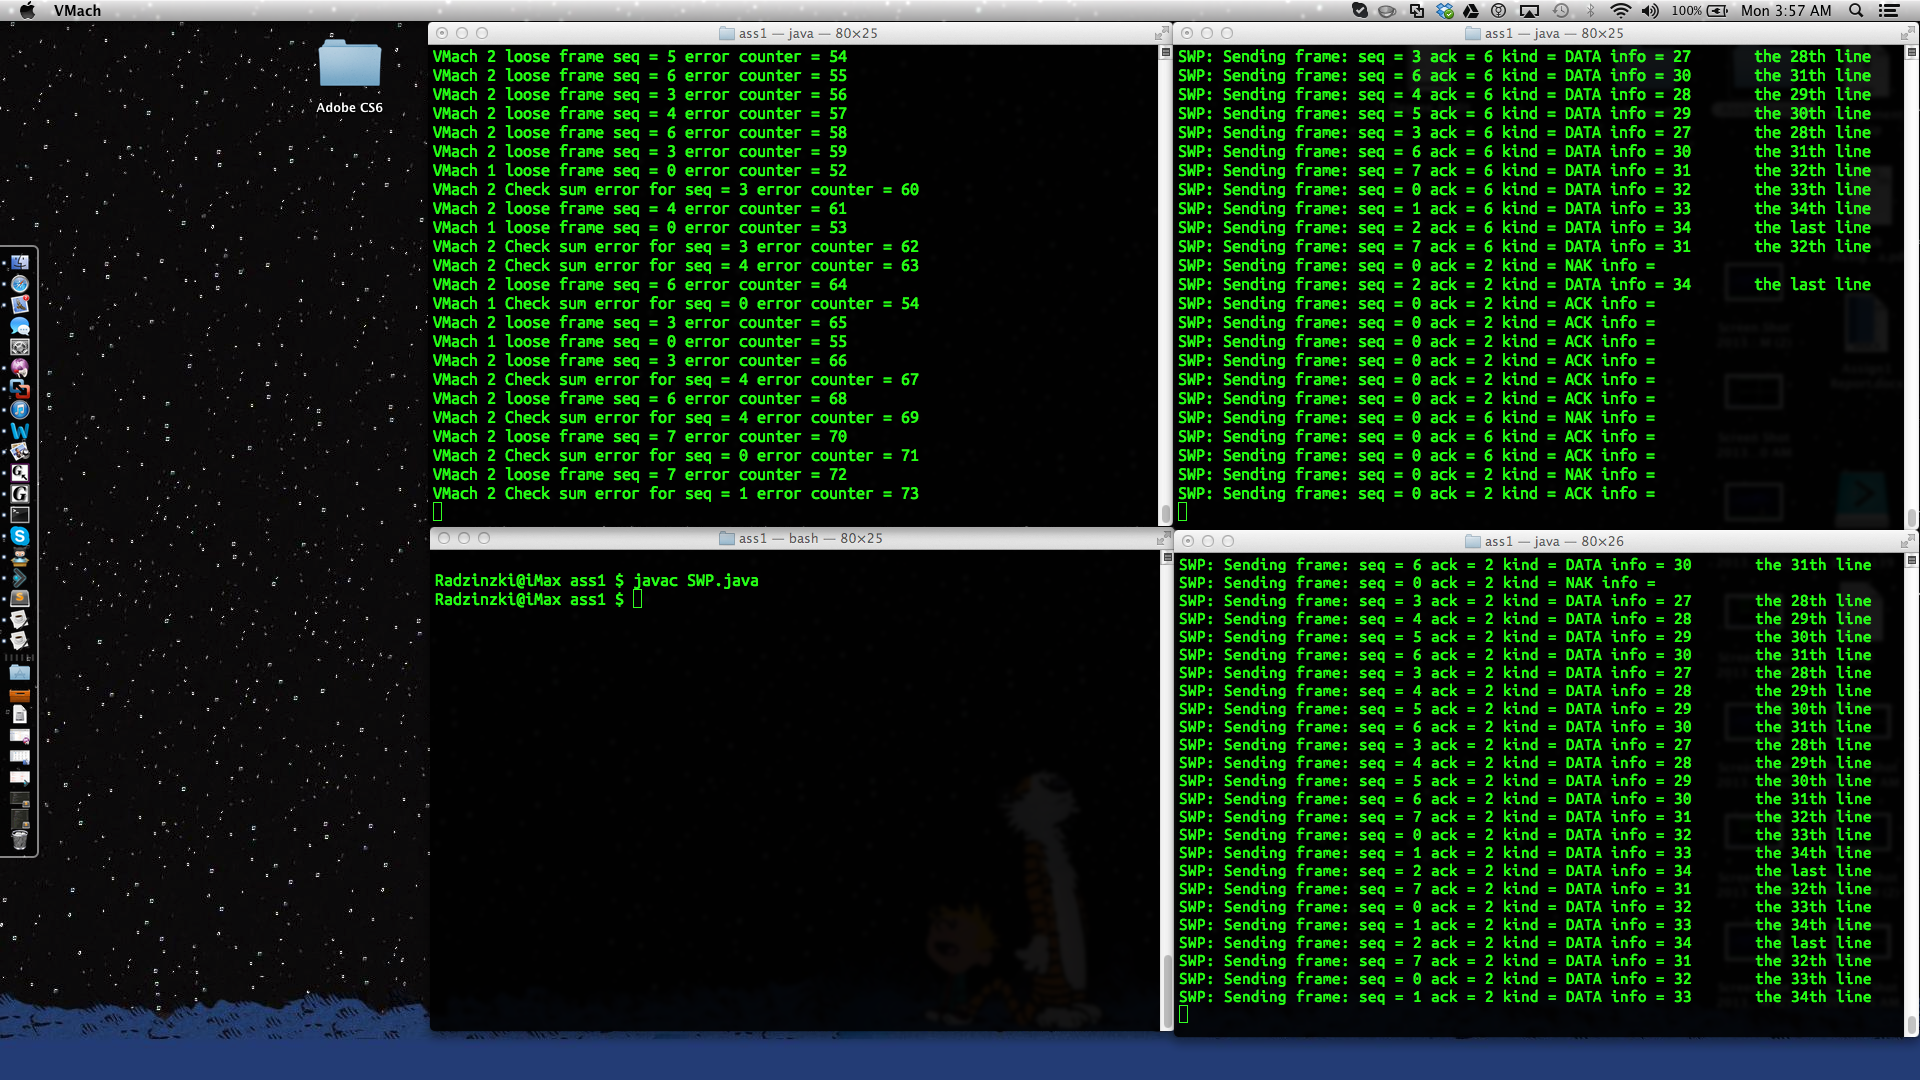 VMach
100%
Mon 3:57 AM
Adobe CS6
ass1 — java — 80×25
VMach 2 loose frame seq = 5 error counter = 54
VMach 2 loose frame seq = 6 error counter = 55
VMach 2 loose frame seq = 3 error counter = 56
VMach 2 loose frame seq = 4 error counter = 57
VMach 2 loose frame seq = 6 error counter = 58
VMach 2 loose frame seq = 3 error counter = 59
VMach 1 loose frame seq = 0 error counter = 52
VMach 2 Check sum error for seq = 3 error counter = 60
VMach 2 loose frame seq = 4 error counter = 61
VMach 1 loose frame seq = 0 error counter = 53
VMach 2 Check sum error for seq = 3 error counter = 62
VMach 2 Check sum error for seq = 4 error counter = 63
VMach 2 loose frame seq = 6 error counter = 64
VMach 1 Check sum error for seq = 0 error counter = 54
VMach 2 loose frame seq = 3 error counter = 65
VMach 1 loose frame seq = 0 error counter = 55
VMach 2 loose frame seq = 3 error counter = 66
VMach 2 Check sum error for seq = 4 error counter = 67
VMach 2 loose frame seq = 6 error counter = 68
VMach 2 Check sum error for seq = 4 error counter = 69
VMach 2 loose frame seq = 7 error counter = 70
VMach 2 Check sum error for seq = 0 error counter = 71
VMach 2 loose frame seq = 7 error counter = 72
VMach 2 Check sum error for seq = 1 error counter = 73
ass1 — java — 80×25
SWP: Sending frame: seq = 3 ack = 6 kind = DATA info = 27 the 28th line
SWP: Sending frame: seq = 6 ack = 6 kind = DATA info = 30 the 31th line
SWP: Sending frame: seq = 4 ack = 6 kind = DATA info = 28 the 29th line
SWP: Sending frame: seq = 5 ack = 6 kind = DATA info = 29 the 30th line
SWP: Sending frame: seq = 3 ack = 6 kind = DATA info = 27 the 28th line
SWP: Sending frame: seq = 6 ack = 6 kind = DATA info = 30 the 31th line
SWP: Sending frame: seq = 7 ack = 6 kind = DATA info = 31 the 32th line
SWP: Sending frame: seq = 0 ack = 6 kind = DATA info = 32 the 33th line
SWP: Sending frame: seq = 1 ack = 6 kind = DATA info = 33 the 34th line
SWP: Sending frame: seq = 2 ack = 6 kind = DATA info = 34 the last line
SWP: Sending frame: seq = 7 ack = 6 kind = DATA info = 31 the 32th line
SWP: Sending frame: seq = 0 ack = 2 kind = NAK info =
SWP: Sending frame: seq = 2 ack = 2 kind = DATA info = 34 the last line
SWP: Sending frame: seq = 0 ack = 2 kind = ACK info =
SWP: Sending frame: seq = 0 ack = 2 kind = ACK info =
SWP: Sending frame: seq = 0 ack = 2 kind = ACK info =
SWP: Sending frame: seq = 0 ack = 2 kind = ACK info =
SWP: Sending frame: seq = 0 ack = 2 kind = ACK info =
SWP: Sending frame: seq = 0 ack = 2 kind = ACK info =
SWP: Sending frame: seq = 0 ack = 6 kind = NAK info =
SWP: Sending frame: seq = 0 ack = 6 kind = ACK info =
SWP: Sending frame: seq = 0 ack = 6 kind = ACK info =
SWP: Sending frame: seq = 0 ack = 2 kind = NAK info =
SWP: Sending frame: seq = 0 ack = 2 kind = ACK info =
ass1 — bash — 80×25
Radzinzki@iMax ass1 $ javac SWP.java
Radzinzki@iMax ass1 $
ass1 — java — 80×26
SWP: Sending frame: seq = 6 ack = 2 kind = DATA info = 30 the 31th line
SWP: Sending frame: seq = 0 ack = 2 kind = NAK info =
SWP: Sending frame: seq = 3 ack = 2 kind = DATA info = 27 the 28th line
SWP: Sending frame: seq = 4 ack = 2 kind = DATA info = 28 the 29th line
SWP: Sending frame: seq = 5 ack = 2 kind = DATA info = 29 the 30th line
SWP: Sending frame: seq = 6 ack = 2 kind = DATA info = 30 the 31th line
SWP: Sending frame: seq = 3 ack = 2 kind = DATA info = 27 the 28th line
SWP: Sending frame: seq = 4 ack = 2 kind = DATA info = 28 the 29th line
SWP: Sending frame: seq = 5 ack = 2 kind = DATA info = 29 the 30th line
SWP: Sending frame: seq = 6 ack = 2 kind = DATA info = 30 the 31th line
SWP: Sending frame: seq = 3 ack = 2 kind = DATA info = 27 the 28th line
SWP: Sending frame: seq = 4 ack = 2 kind = DATA info = 28 the 29th line
SWP: Sending frame: seq = 5 ack = 2 kind = DATA info = 29 the 30th line
SWP: Sending frame: seq = 6 ack = 2 kind = DATA info = 30 the 31th line
SWP: Sending frame: seq = 7 ack = 2 kind = DATA info = 31 the 32th line
SWP: Sending frame: seq = 0 ack = 2 kind = DATA info = 32 the 33th line
SWP: Sending frame: seq = 1 ack = 2 kind = DATA info = 33 the 34th line
SWP: Sending frame: seq = 2 ack = 2 kind = DATA info = 34 the last line
SWP: Sending frame: seq = 7 ack = 2 kind = DATA info = 31 the 32th line
SWP: Sending frame: seq = 0 ack = 2 kind = DATA info = 32 the 33th line
SWP: Sending frame: seq = 1 ack = 2 kind = DATA info = 33 the 34th line
SWP: Sending frame: seq = 2 ack = 2 kind = DATA info = 34 the last line
SWP: Sending frame: seq = 7 ack = 2 kind = DATA info = 31 the 32th line
SWP: Sending frame: seq = 0 ack = 2 kind = DATA info = 32 the 33th line
SWP: Sending frame: seq = 1 ack = 2 kind = DATA info = 33 the 34th line